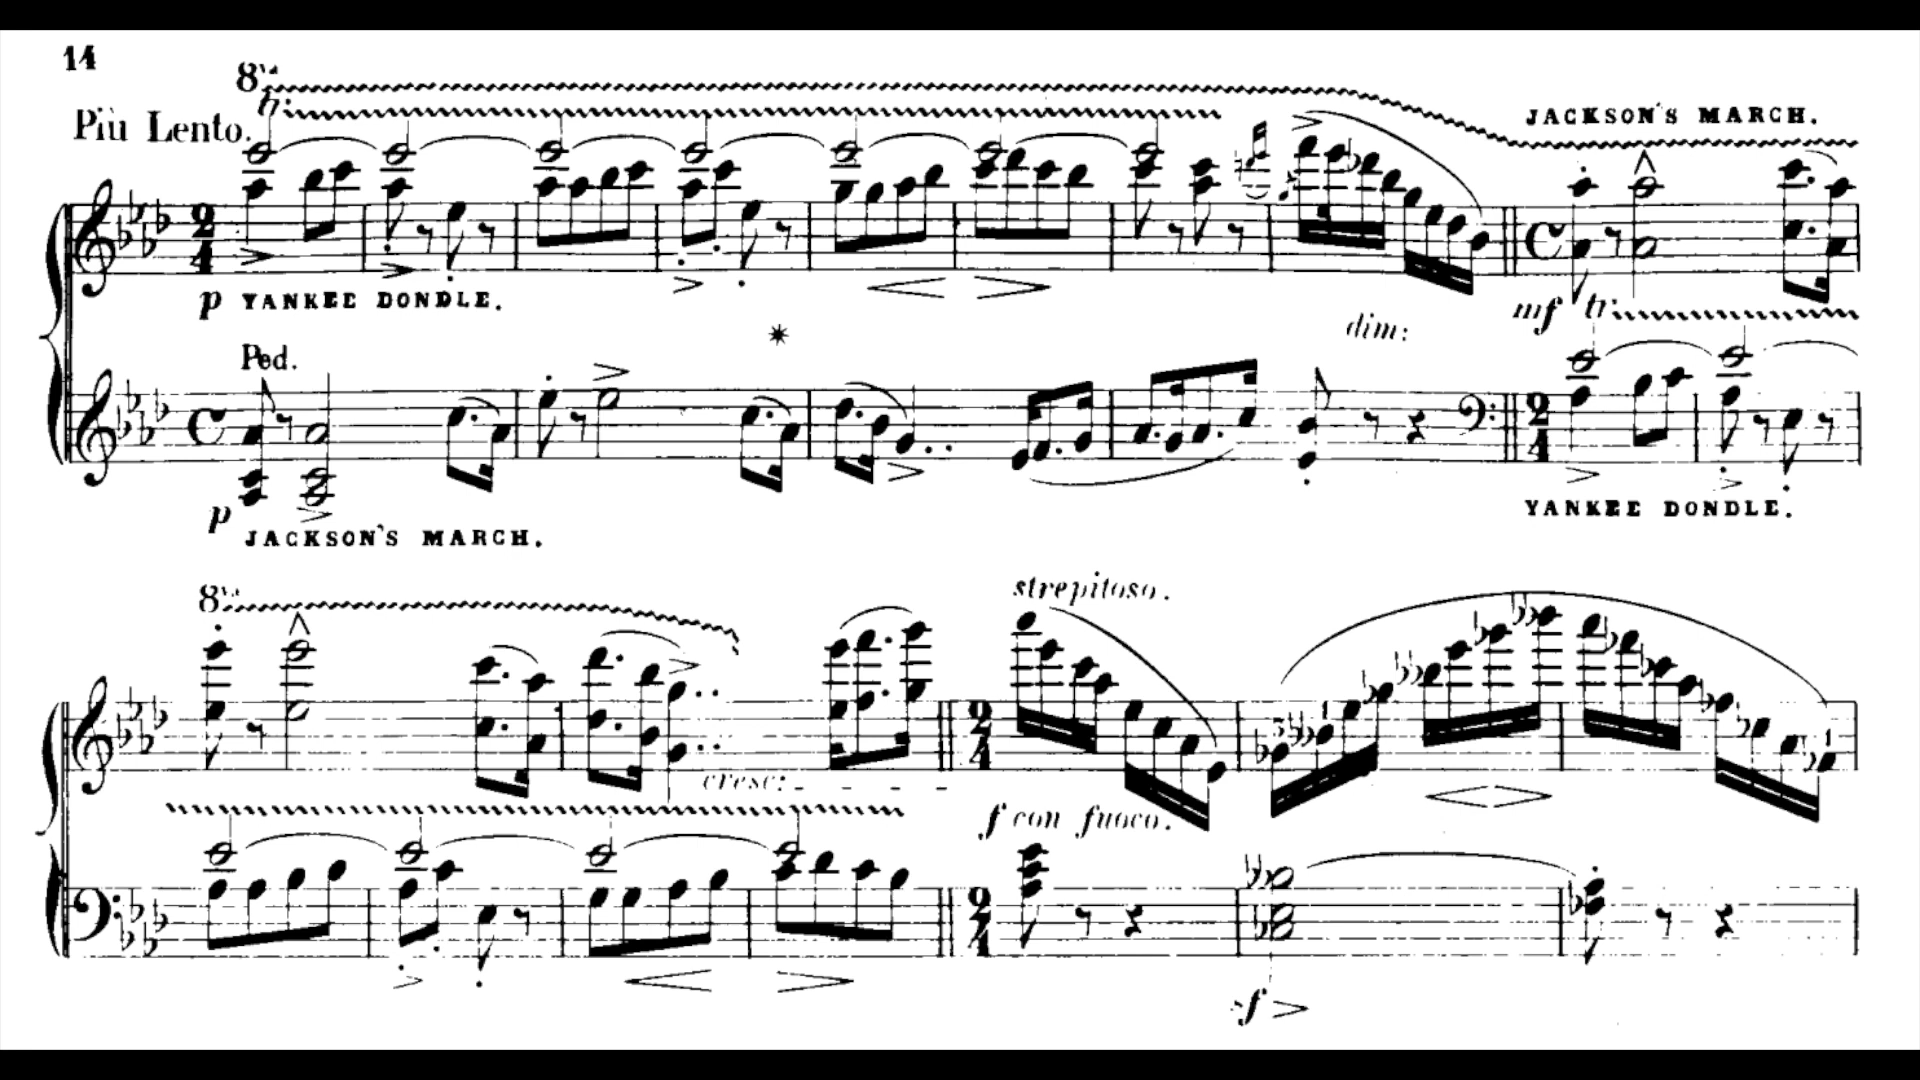 14
8va
Più Lento.
tr:
JACKSON'S MARCH.
p YANKEE DONDLE.
dim:
mf tr:
Ped.
p
JACKSON'S MARCH.
YANKEE DONDLE.
8va
strepitoso.
cresc:
f con fuoco.